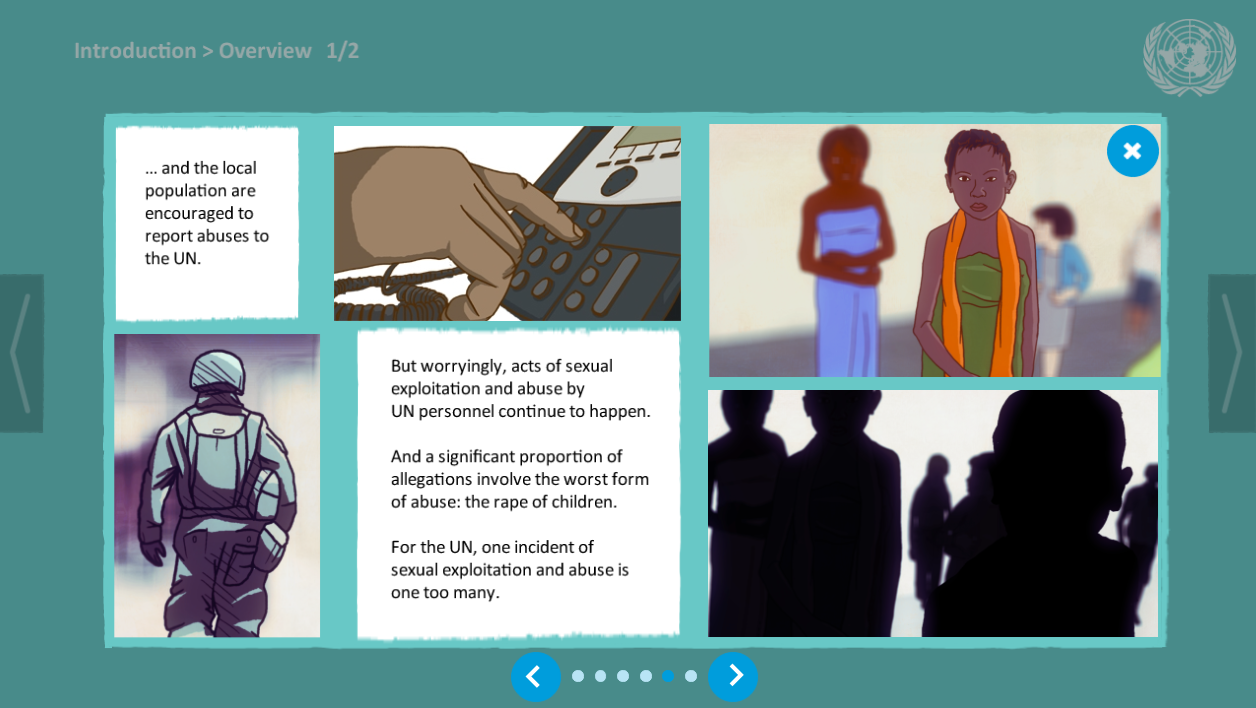 Introduction > Overview 1/2
... and the local
population are
encouraged to
report abuses to
the UN.
But worryingly, acts of sexual
exploitation and abuse by
UN personnel continue to happen.
And a significant proportion of
allegations involve the worst form
of abuse: the rape of children.
For the UN, one incident of
sexual exploitation and abuse is
one too many.